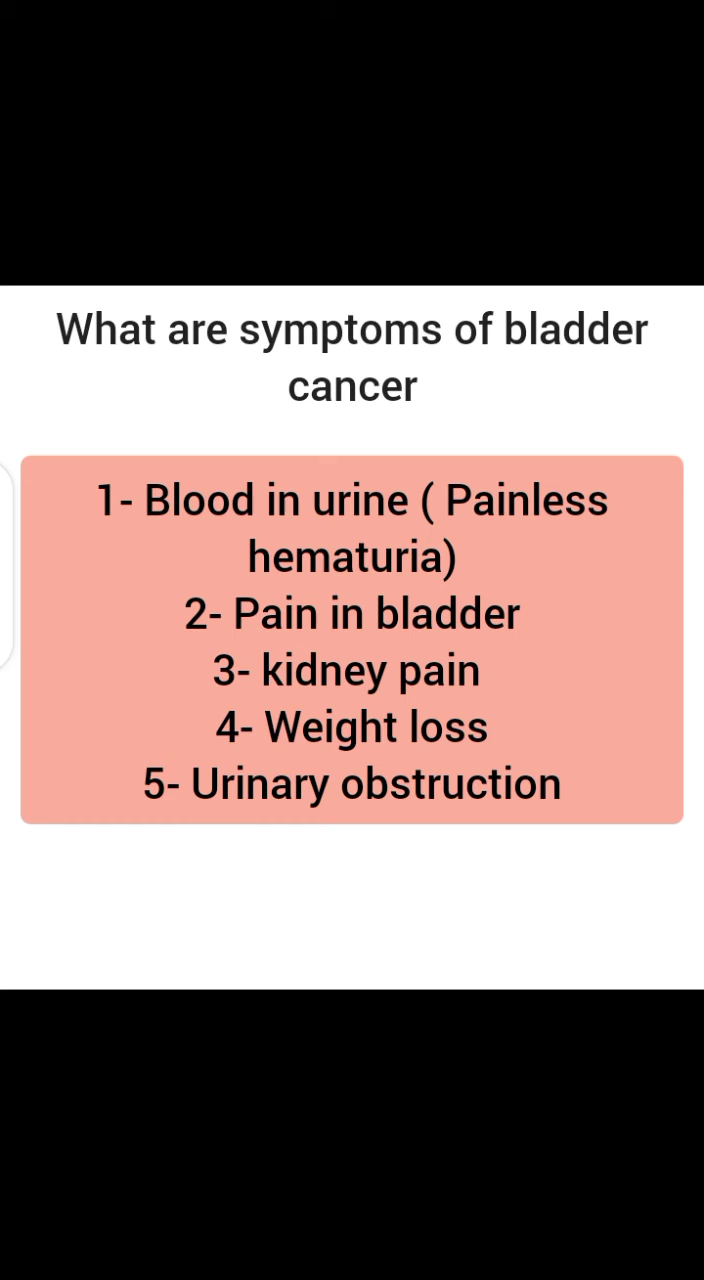 What are symptoms of bladder
cancer
1- Blood in urine ( Painless
hematuria)
2- Pain in bladder
3- kidney pain
4- Weight loss
5- Urinary obstruction